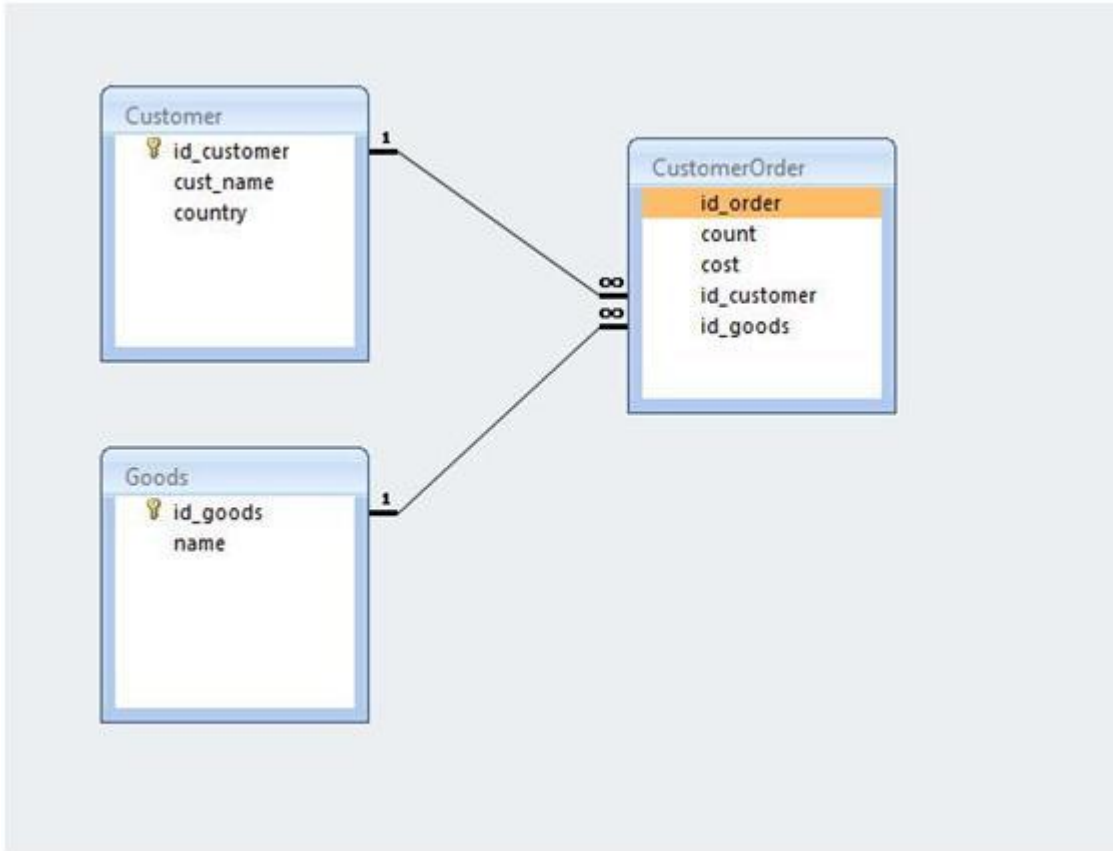 Customer
id_customer
cust_name
country
1
CustomerOrder
id_order
count
cost
id_customer
id_goods
∞
∞
Goods
id_goods
name
1